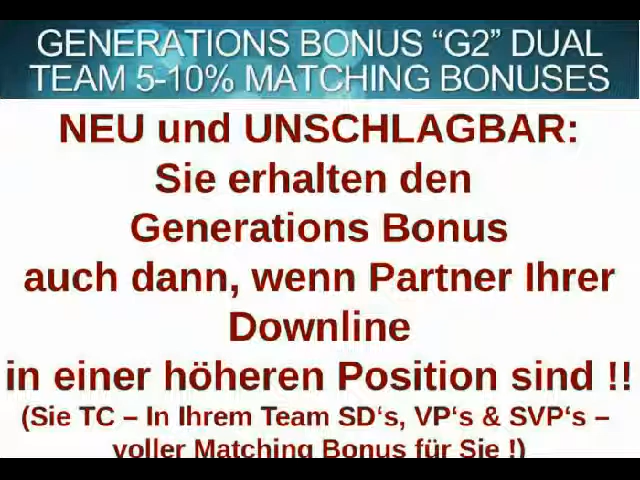 GENERATIONS BONUS “G2” DUAL
TEAM 5-10% MATCHING BONUSES
NEU und UNSCHLAGBAR:
Sie erhalten den
Generations Bonus
auch dann, wenn Partner Ihrer
Downline
in einer höheren Position sind !!
(Sie TC – In Ihrem Team SD‘s, VP‘s & SVP‘s –
voller Matching Bonus für Sie !)